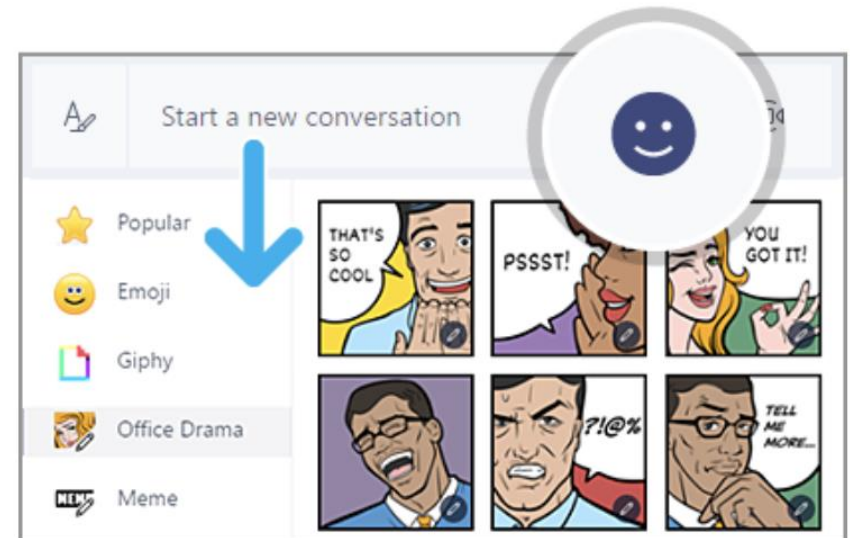 Start a new conversation
Popular
Emoji
Giphy
Office Drama
Meme
THAT'S
SO
COOL
PSSST!
YOU
GOT IT!
?!@%
TELL
ME
MORE...